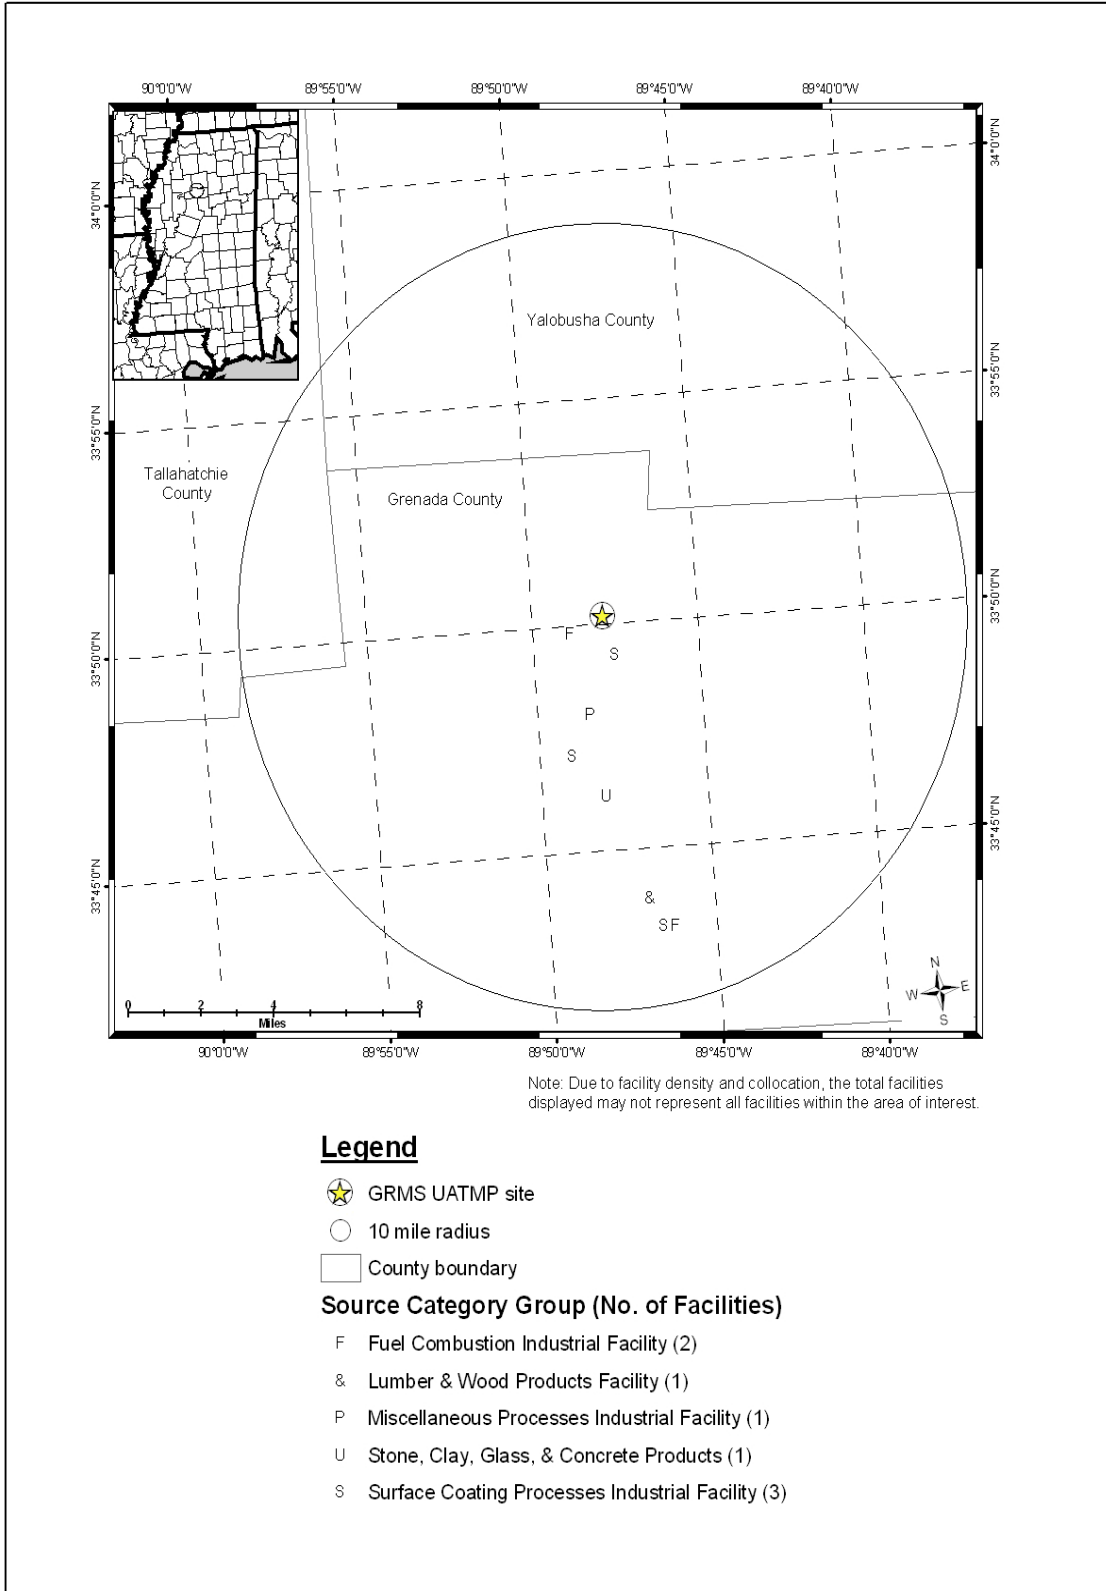 90°0'0"W 89°55'0"W 89°50'0"W 89°45'0"W 89°40'0"W
34°0'0"N
34°0'0"N
Yalobusha County
33°55'0"N
33°55'0"N
Tallahatchie
County
Grenada County
33°50'0"N
33°50'0"N
F
S
P
S
U
33°45'0"N
33°45'0"N
&
S F
N
W E
S
0 2 4 8
Miles
90°0'0"W 89°55'0"W 89°50'0"W 89°45'0"W 89°40'0"W
Note: Due to facility density and collocation, the total facilities
displayed may not represent all facilities within the area of interest.
Legend
GRMS UATMP site
10 mile radius
County boundary
Source Category Group (No. of Facilities)
F Fuel Combustion Industrial Facility (2)
& Lumber & Wood Products Facility (1)
P Miscellaneous Processes Industrial Facility (1)
U Stone, Clay, Glass, & Concrete Products (1)
S Surface Coating Processes Industrial Facility (3)